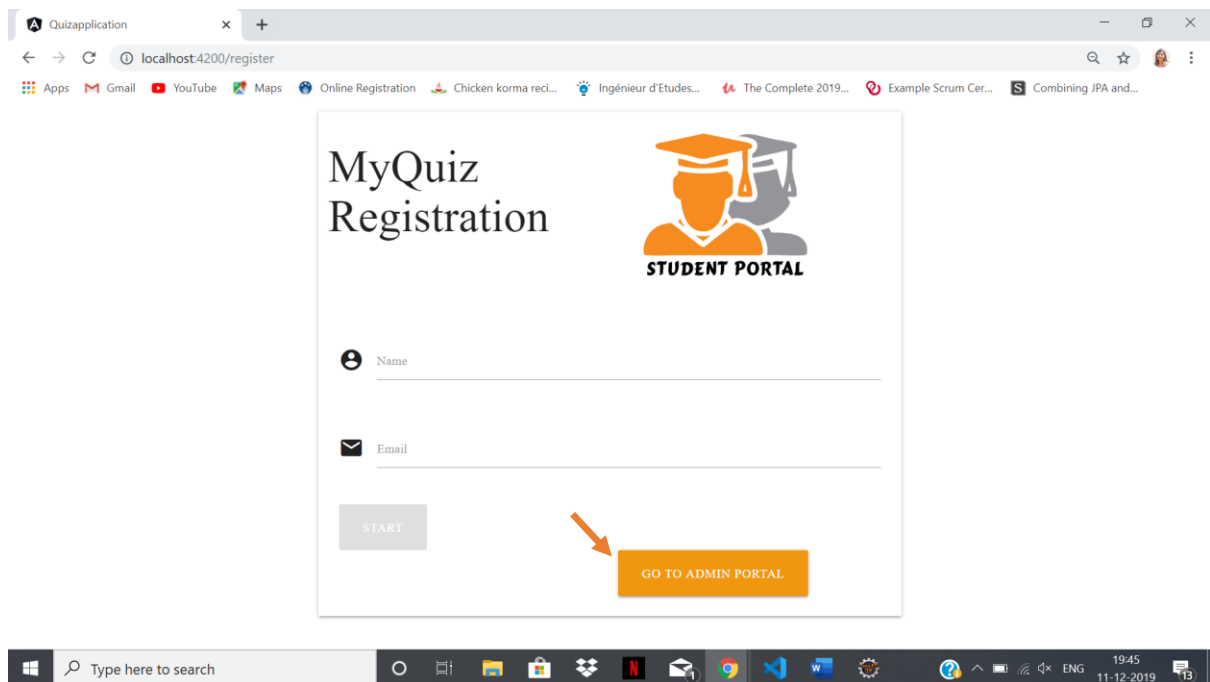 Quizapplication
localhost:4200/register
Apps Gmail YouTube Maps Online Registration Chicken korma reci... Ingénieur d'Etudes... The Complete 2019... Example Scrum Cer... Combining JPA and...
MyQuiz
Registration
STUDENT PORTAL
Name
Email
START
GO TO ADMIN PORTAL
Type here to search
ENG
19:45
11-12-2019
13